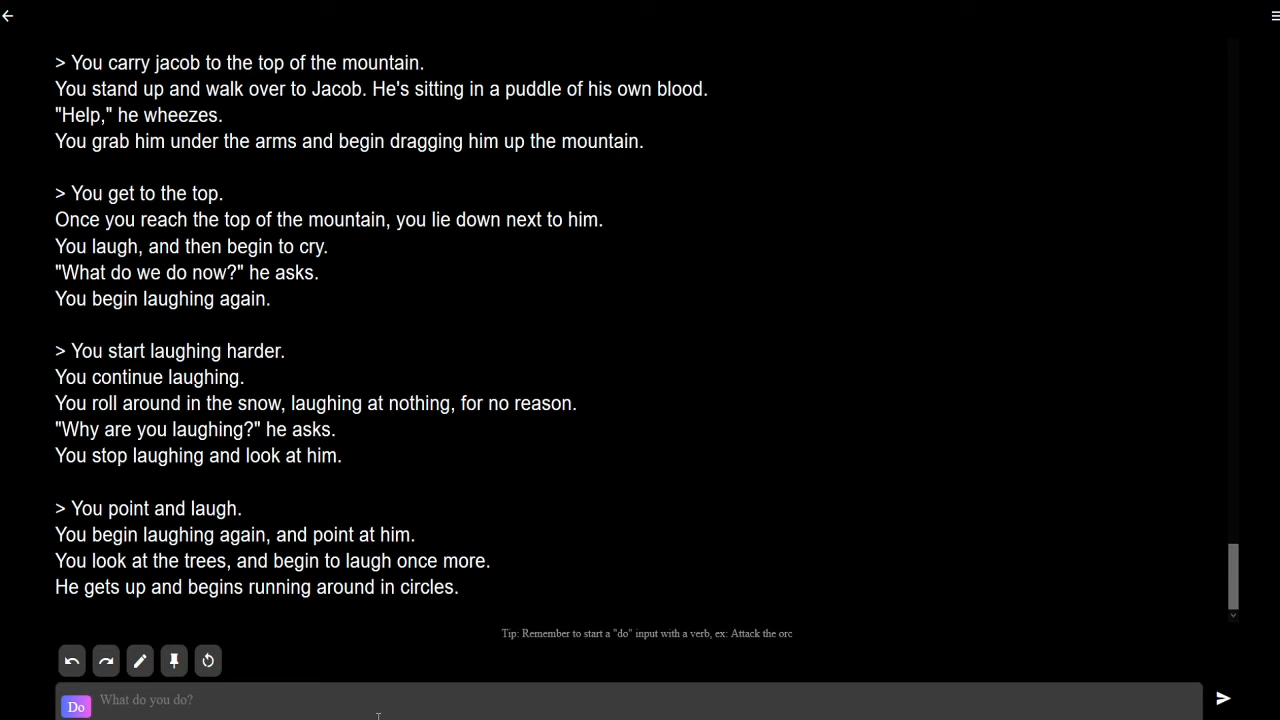 > You carry jacob to the top of the mountain.
You stand up and walk over to Jacob. He's sitting in a puddle of his own blood.
"Help," he wheezes.
You grab him under the arms and begin dragging him up the mountain.
> You get to the top.
Once you reach the top of the mountain, you lie down next to him.
You laugh, and then begin to cry.
"What do we do now?" he asks.
You begin laughing again.
> You start laughing harder.
You continue laughing.
You roll around in the snow, laughing at nothing, for no reason.
"Why are you laughing?" he asks.
You stop laughing and look at him.
> You point and laugh.
You begin laughing again, and point at him.
You look at the trees, and begin to laugh once more.
He gets up and begins running around in circles.
Tip: Remember to start a "do" input with a verb, ex: Attack the orc
Do What do you do?